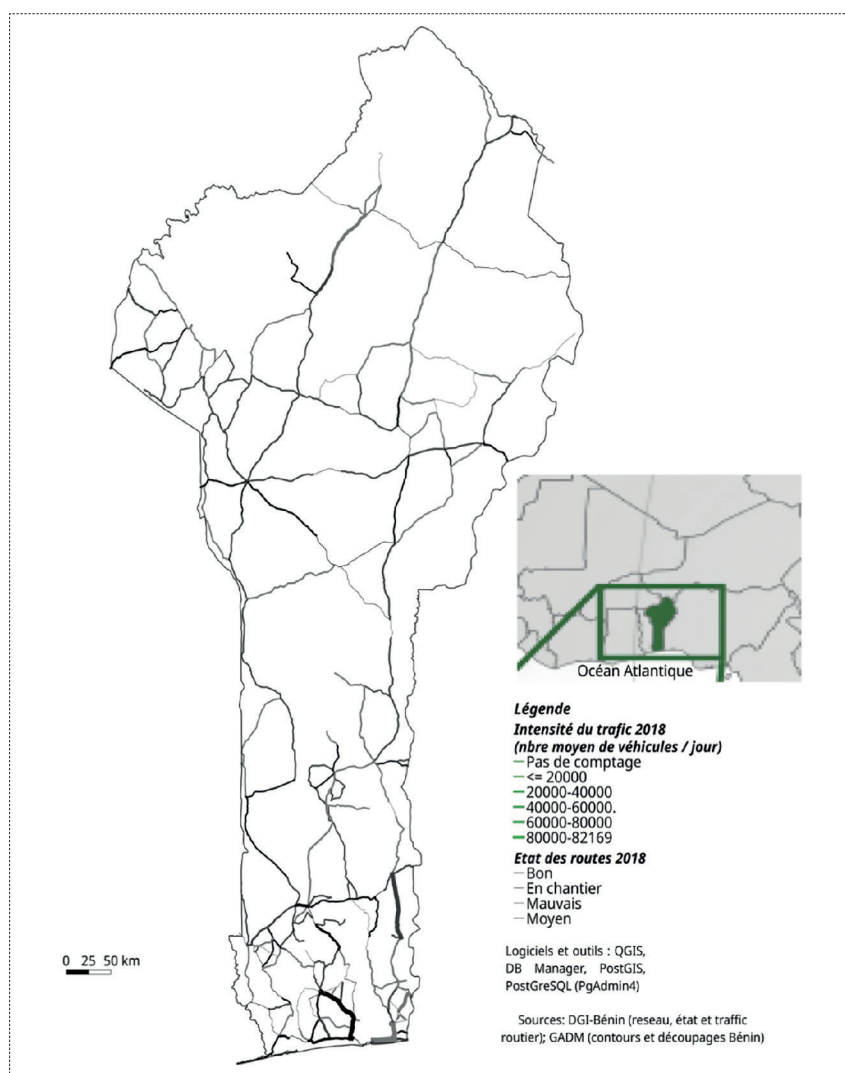 Océan Atlantique
Légende
Intensité du trafic 2018
(nbre moyen de véhicules / jour)
Pas de comptage
<= 20000
20000-40000
40000-60000.
60000-80000
80000-82169
Etat des routes 2018
Bon
En chantier
Mauvais
Moyen
0 25 50 km
Logiciels et outils : QGIS,
DB Manager, PostGIS,
PostGreSQL (PgAdmin4)
Sources: DGI-Bénin (reseau, état et traffic
routier); GADM (contours et découpages Bénin)